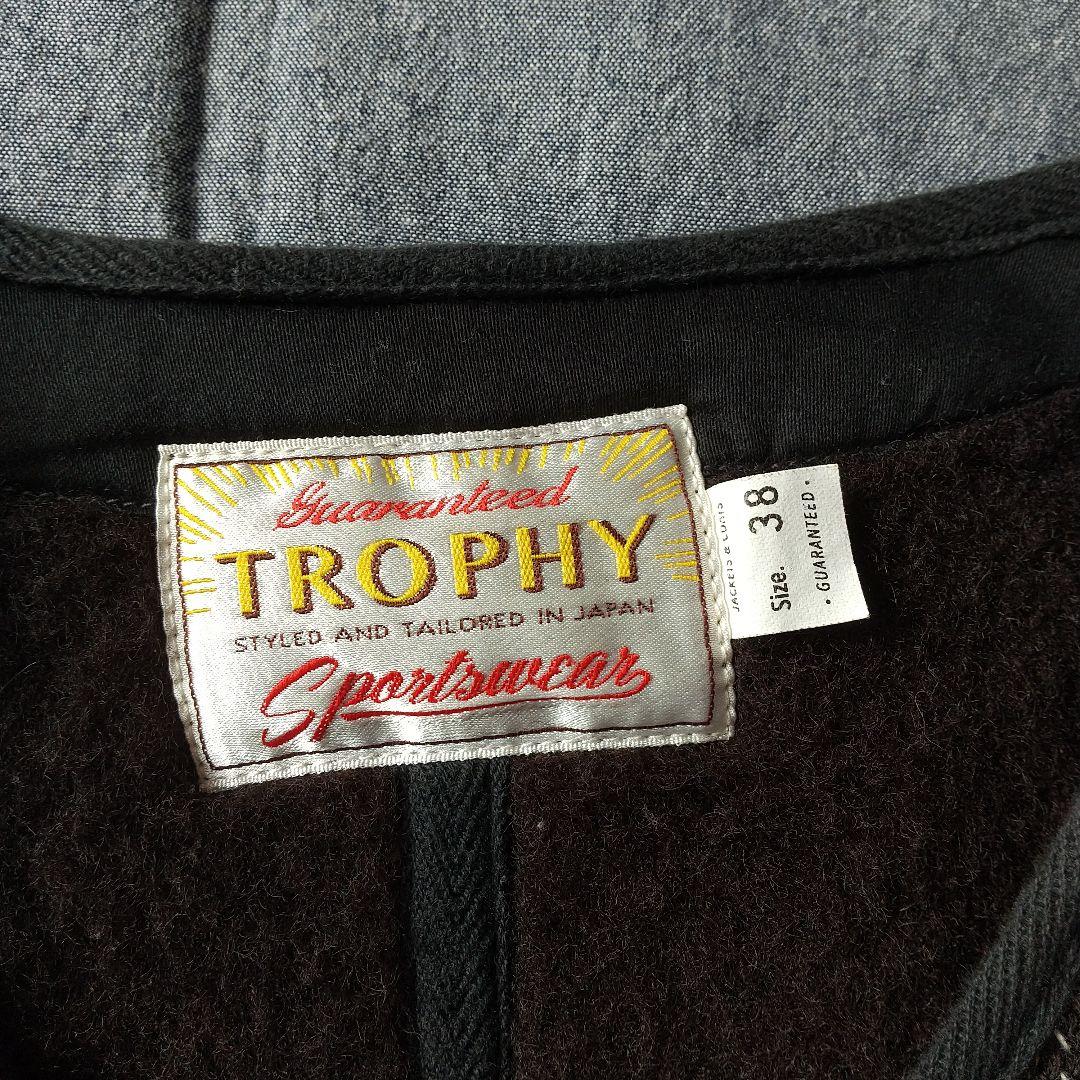 Guaranteed
TROPHY
STYLED AND TAILORED IN JAPAN
Sportswear
JACKETS & COATS
Size. 38
• GUARANTEED •